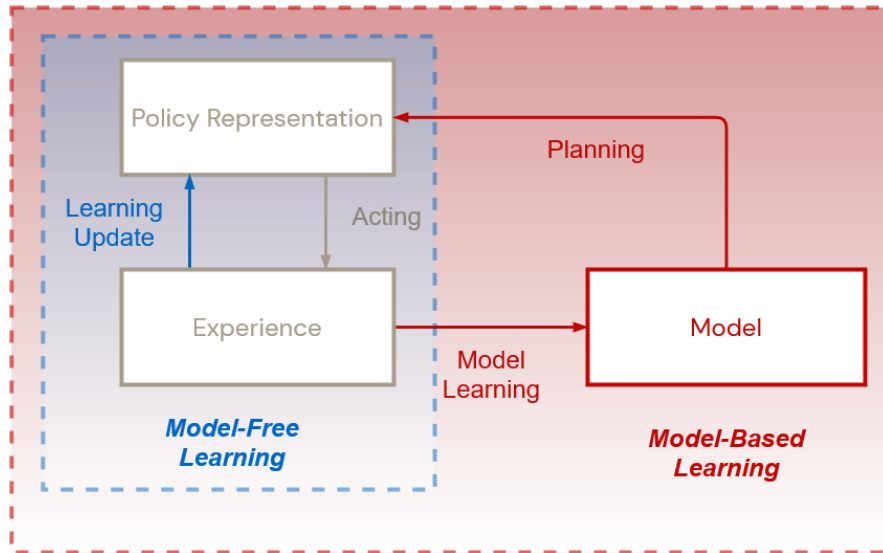 Policy Representation
Planning
Learning
Update
Acting
Experience
Model
Model
Learning
Model-Free
Learning
Model-Based
Learning